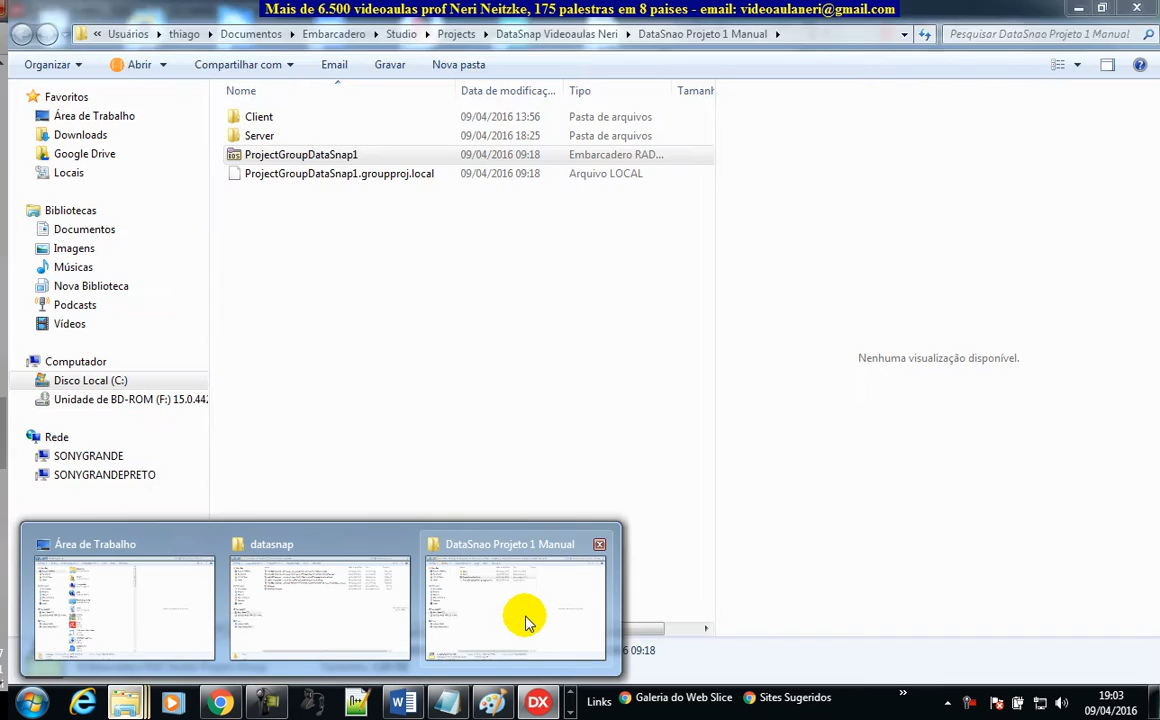 Mais de 6.500 videoaulas prof Neri Neitzke, 175 palestras em 8 paises - email: videoaulaneri@gmail.com
« Usuários thiago Documentos Embarcadero Studio Projects DataSnap Videoaulas Neri DataSnao Projeto 1 Manual
Pesquisar DataSnao Projeto 1 Manual
Organizar Abrir Compartilhar com Email Gravar Nova pasta
Nome Data de modificaç... Tipo Tamanh
Client 09/04/2016 13:56 Pasta de arquivos
Server 09/04/2016 18:25 Pasta de arquivos
ProjectGroupDataSnap1 09/04/2016 09:18 Embarcadero RAD...
ProjectGroupDataSnap1.groupproj.local 09/04/2016 09:18 Arquivo LOCAL
Favoritos
Área de Trabalho
Downloads
Google Drive
Locais
Bibliotecas
Documentos
Imagens
Músicas
Nova Biblioteca
Podcasts
Vídeos
Computador
Disco Local (C:)
Unidade de BD-ROM (F:) 15.0.442
Rede
SONYGRANDE
SONYGRANDEPRETO
Nenhuma visualização disponível.
Área de Trabalho
datasnap
DataSnao Projeto 1 Manual
09:18
DX
Links Galeria do Web Slice Sites Sugeridos »
19:03
09/04/2016